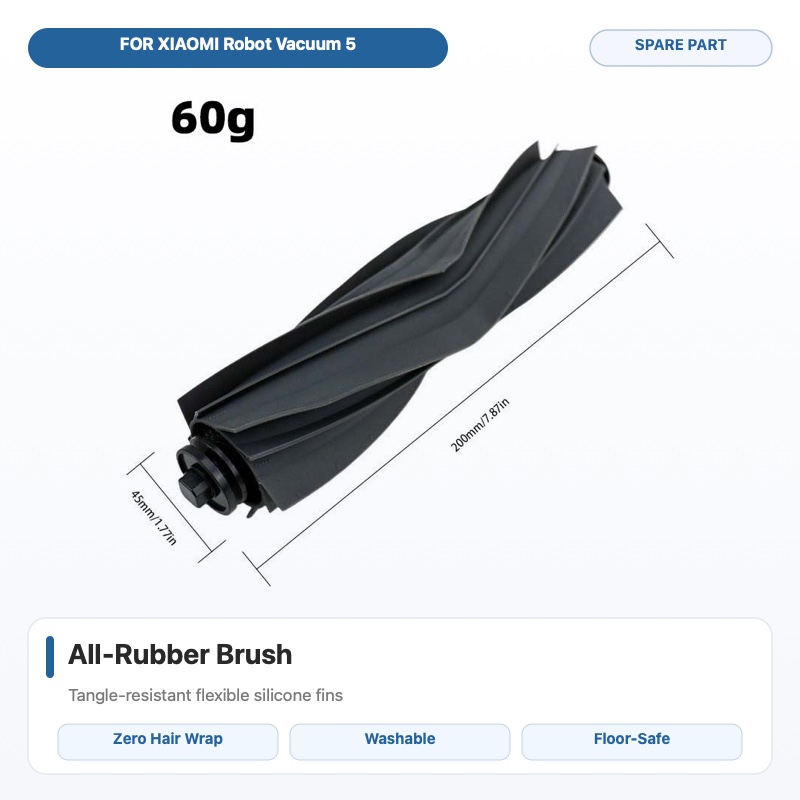 FOR XIAOMI Robot Vacuum 5
SPARE PART
60g
200mm/7.87in
45mm/1.77in
All-Rubber Brush
Tangle-resistant flexible silicone fins
Zero Hair Wrap
Washable
Floor-Safe